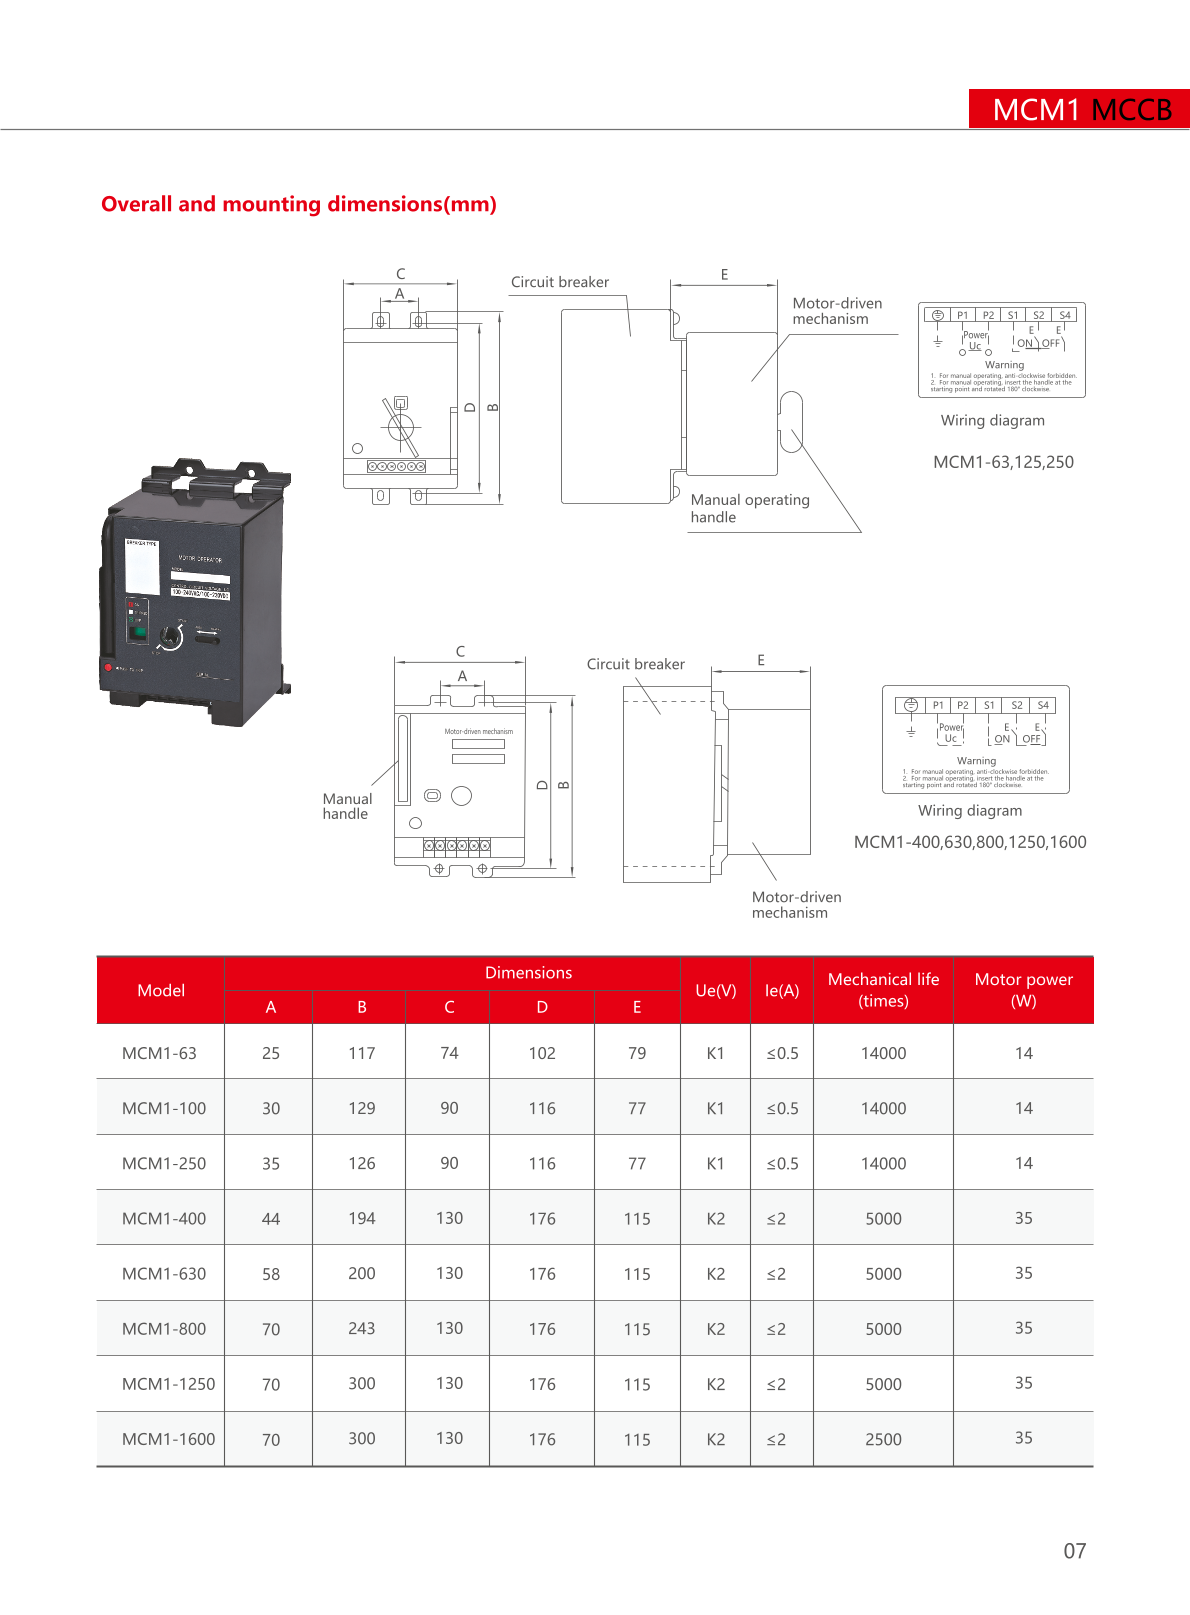 MCM1 MCCB
Overall and mounting dimensions(mm)
C
A
D
B
Circuit breaker
E
Motor-driven
mechanism
Manual operating
handle
P1 P2 S1 S2 S4
E E
Power
Uc
ON OFF
Warning
1. For manual operating, anti-clockwise forbidden.
2. For manual operating, insert the handle at the
starting point and rotated 180° clockwise.
Wiring diagram
MCM1-63,125,250
BREAKER TYPE
MOTOR OPERATOR
100-240VAC/100-220VDC
C
A
Motor-driven mechanism
D
B
Manual
handle
Circuit breaker
E
Motor-driven
mechanism
P1 P2 S1 S2 S4
Power E E
Uc ON OFF
Warning
1. For manual operating, anti-clockwise forbidden.
2. For manual operating, insert the handle at the
starting point and rotated 180° clockwise.
Wiring diagram
MCM1-400,630,800,1250,1600
Model Dimensions Ue(V) Ie(A) Mechanical life (times) Motor power (W)
A B C D E
MCM1-63 25 117 74 102 79 K1 ≤0.5 14000 14
MCM1-100 30 129 90 116 77 K1 ≤0.5 14000 14
MCM1-250 35 126 90 116 77 K1 ≤0.5 14000 14
MCM1-400 44 194 130 176 115 K2 ≤2 5000 35
MCM1-630 58 200 130 176 115 K2 ≤2 5000 35
MCM1-800 70 243 130 176 115 K2 ≤2 5000 35
MCM1-1250 70 300 130 176 115 K2 ≤2 5000 35
MCM1-1600 70 300 130 176 115 K2 ≤2 2500 35
07